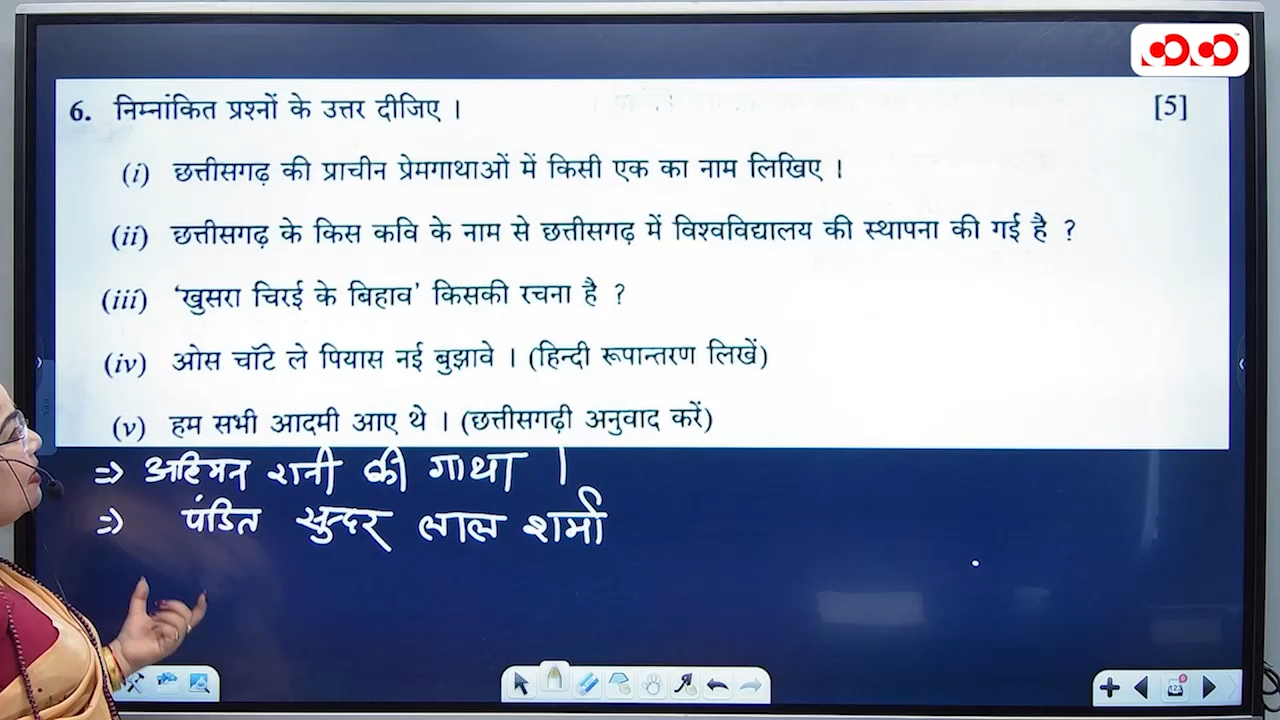 6. निम्नांकित प्रश्नों के उत्तर दीजिए । [5]
(i) छत्तीसगढ़ की प्राचीन प्रेमगाथाओं में किसी एक का नाम लिखिए ।
(ii) छत्तीसगढ़ के किस कवि के नाम से छत्तीसगढ़ में विश्वविद्यालय की स्थापना की गई है ?
(iii) ‘खुसरा चिरई के बिहाव’ किसकी रचना है ?
(iv) ओस चॉटे ले पियास नई बुझावे । (हिन्दी रूपान्तरण लिखें)
(v) हम सभी आदमी आए थे । (छत्तीसगढ़ी अनुवाद करें)
=> अहिमन रानी की गाथा ।
=> पंडित सुन्दर लाल शर्मा